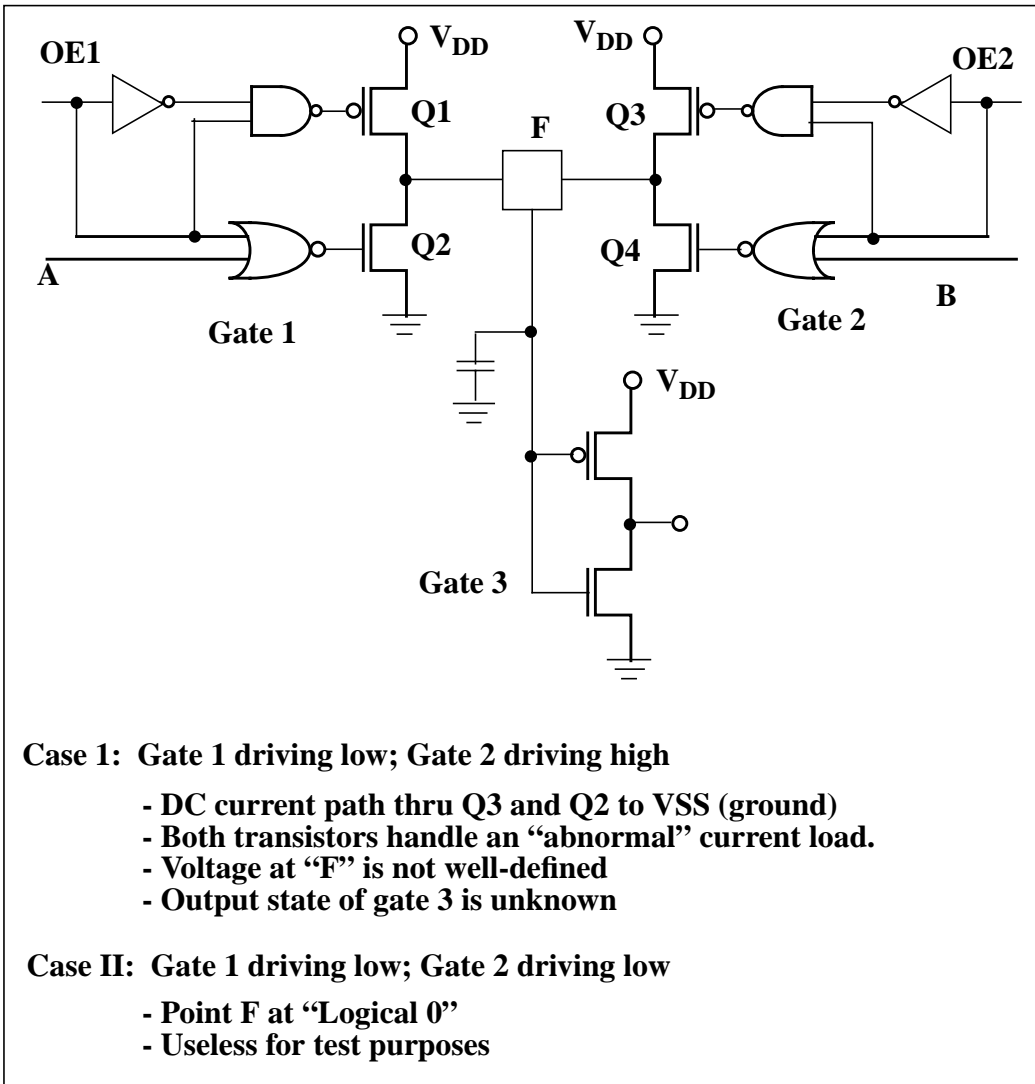 OE1
V_DD
V_DD
OE2
Q1
F
Q3
A
Q2
Q4
B
Gate 1
Gate 2
V_DD
Gate 3
Case 1:  Gate 1 driving low; Gate 2 driving high
- DC current path thru Q3 and Q2 to VSS (ground)
- Both transistors handle an “abnormal” current load.
- Voltage at “F” is not well-defined
- Output state of gate 3 is unknown
Case II:  Gate 1 driving low; Gate 2 driving low
- Point F at “Logical 0”
- Useless for test purposes